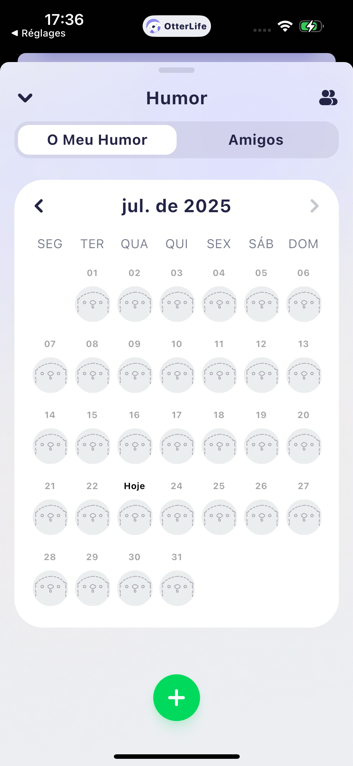 17:36
OtterLife
◀ Réglages
Humor
O Meu Humor
Amigos
jul. de 2025
SEG TER QUA QUI SEX SÁB DOM
01 02 03 04 05 06
07 08 09 10 11 12 13
14 15 16 17 18 19 20
21 22 Hoje 24 25 26 27
28 29 30 31